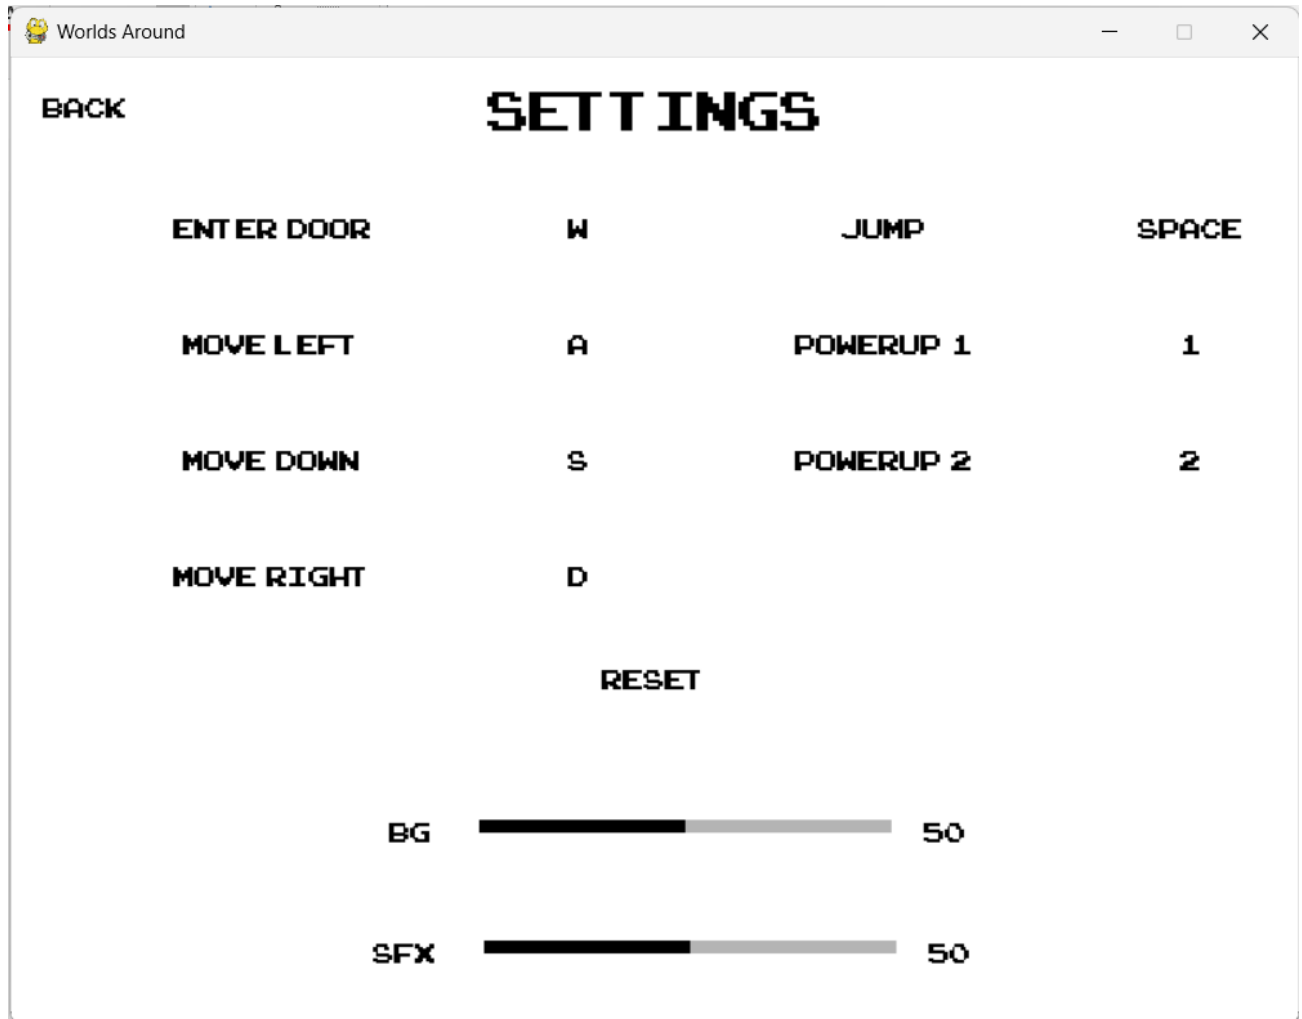 Worlds Around
BACK
SETTINGS
ENTER DOOR W JUMP SPACE
MOVE LEFT A POWERUP 1 1
MOVE DOWN S POWERUP 2 2
MOVE RIGHT D
RESET
BG 50
SFX 50